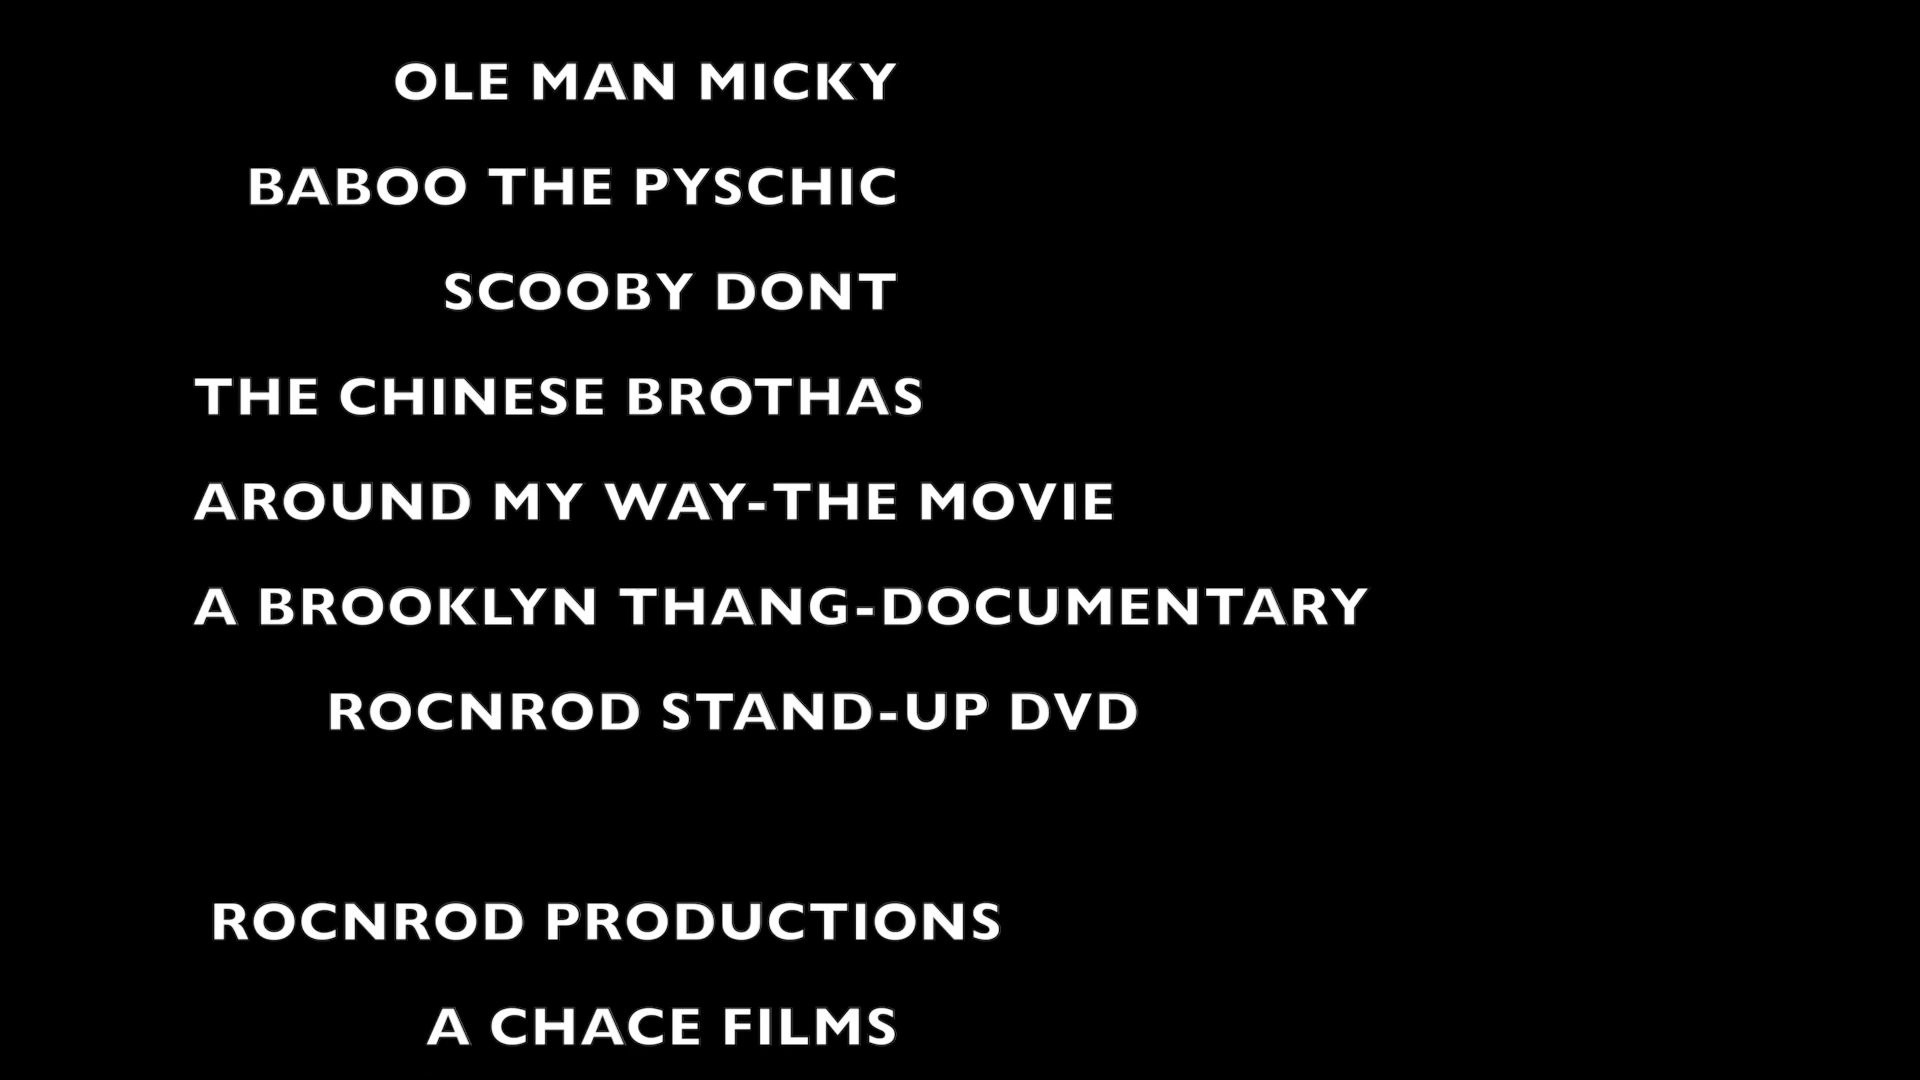 OLE MAN MICKY
BABOO THE PYSCHIC
SCOOBY DONT
THE CHINESE BROTHAS
AROUND MY WAY-THE MOVIE
A BROOKLYN THANG-DOCUMENTARY
ROCNROD STAND-UP DVD
ROCNROD PRODUCTIONS
A CHACE FILMS